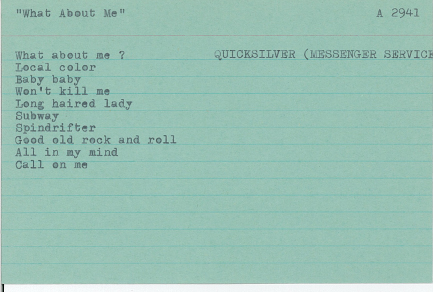 "What About Me" A 2941
What about me ? QUICKSILVER (MESSENGER SERVICE
Local color
Baby baby
Won't kill me
Long haired lady
Subway
Spindrifter
Good old rock and roll
All in my mind
Call on me